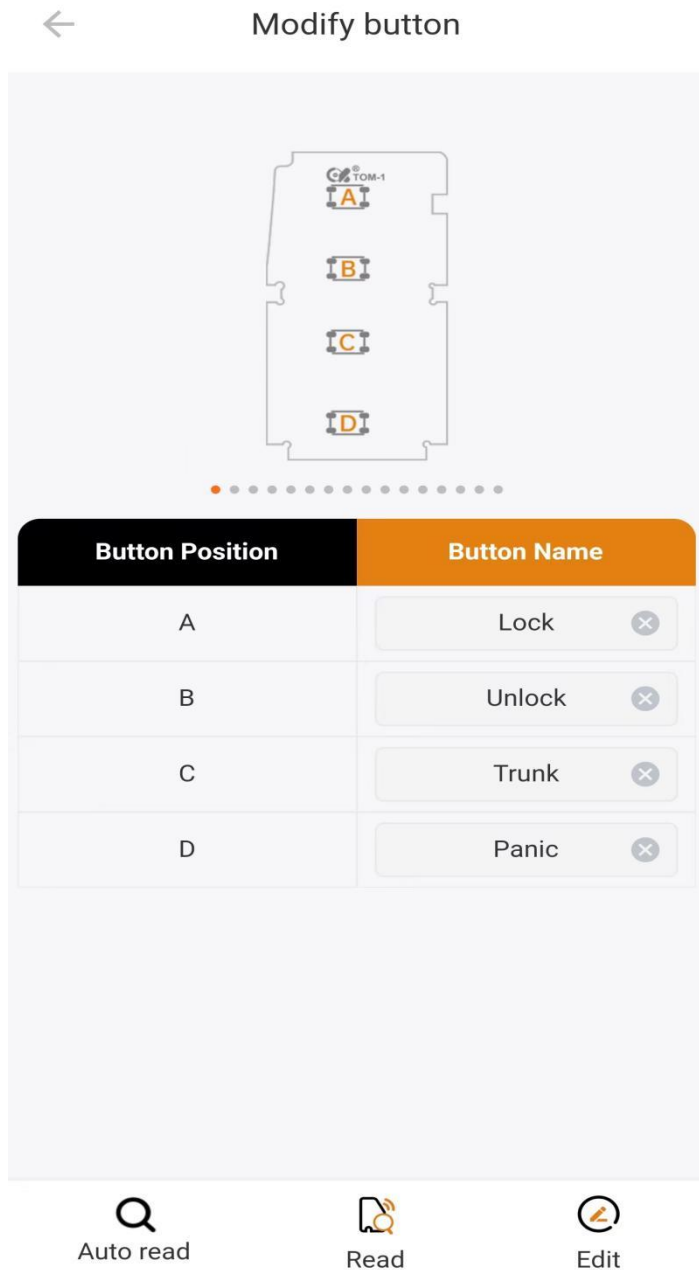 Modify button
TOM-1
A
B
C
D
Button Position Button Name
A Lock
B Unlock
C Trunk
D Panic
Auto read Read Edit